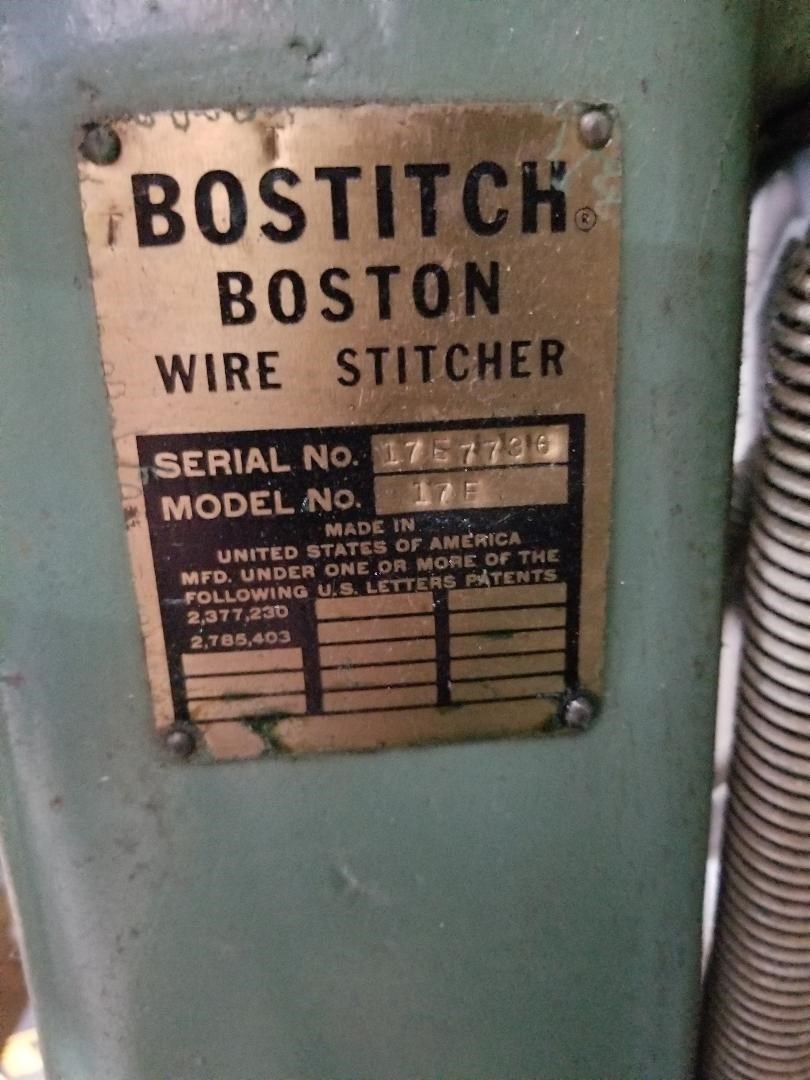 BOSTITCH®
BOSTON
WIRE STITCHER
SERIAL No. 17E7736
MODEL No. 17E
MADE IN
UNITED STATES OF AMERICA
MFD. UNDER ONE OR MORE OF THE
FOLLOWING U.S. LETTERS PATENTS
2,377,230
2,785,403